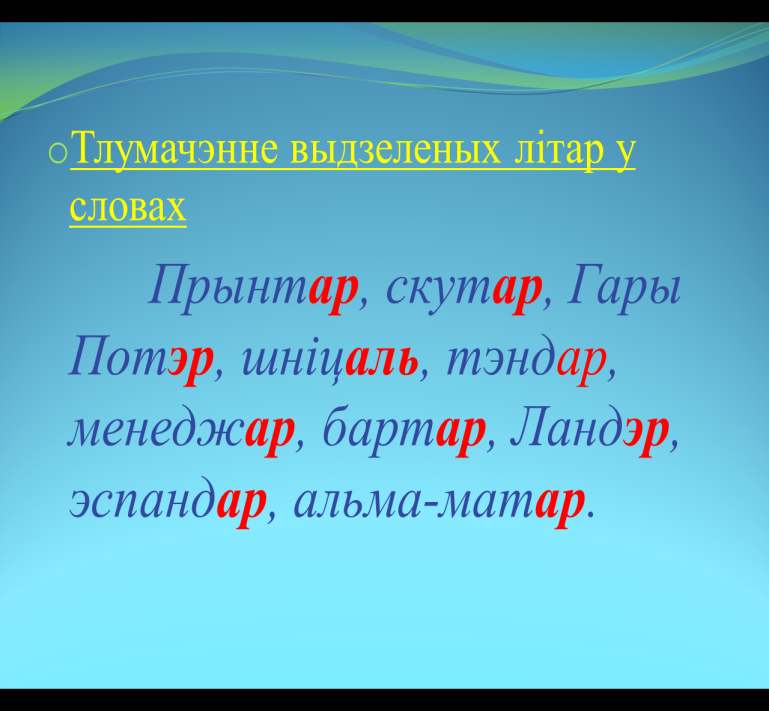 Тлумачэнне выдзеленых літар у
словах
Прынтар, скутар, Гары
Потэр, шніцаль, тэндар,
менеджар, бартар, Ландэр,
эспандар, альма-матар.